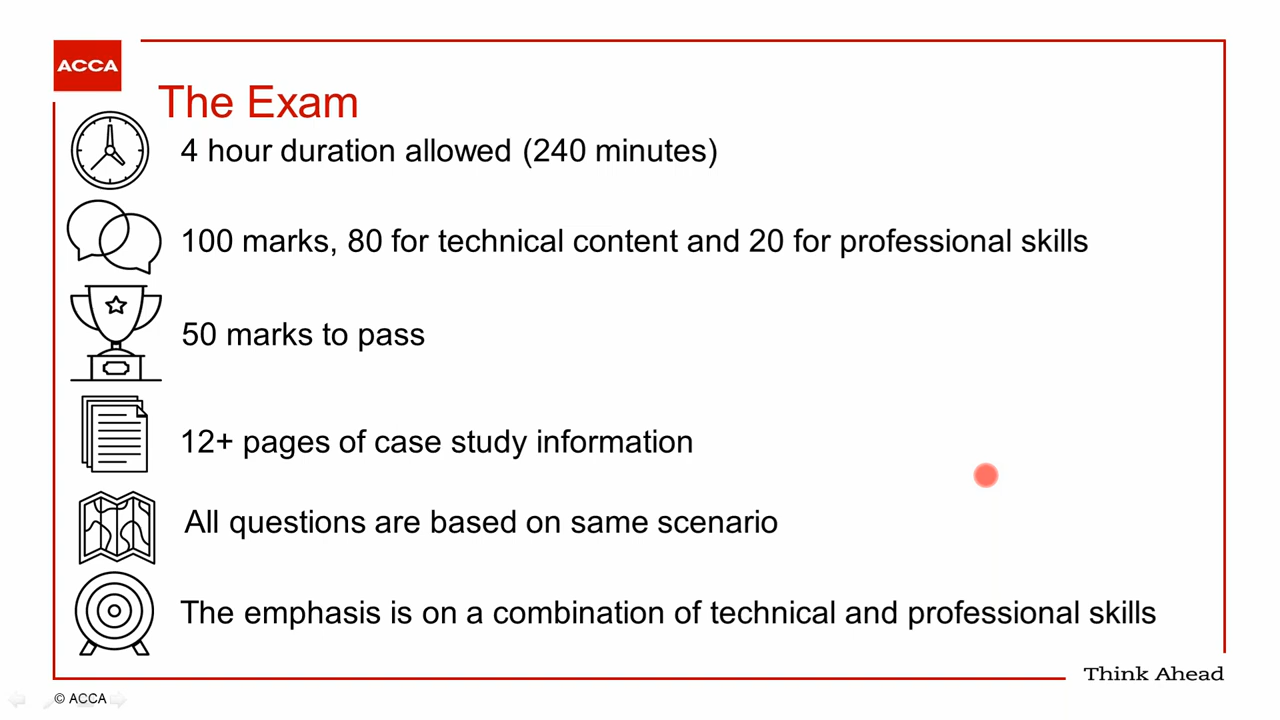 ACCA
The Exam
4 hour duration allowed (240 minutes)
100 marks, 80 for technical content and 20 for professional skills
50 marks to pass
12+ pages of case study information
All questions are based on same scenario
The emphasis is on a combination of technical and professional skills
Think Ahead
© ACCA